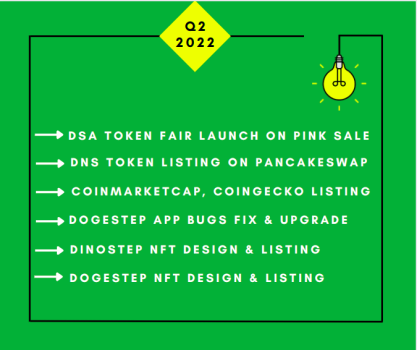 Q2
2022
DSA TOKEN FAIR LAUNCH ON PINK SALE
DNS TOKEN LISTING ON PANCAKESWAP
COINMARKETCAP, COINGECKO LISTING
DOGESTEP APP BUGS FIX & UPGRADE
DINOSTEP NFT DESIGN & LISTING
DOGESTEP NFT DESIGN & LISTING